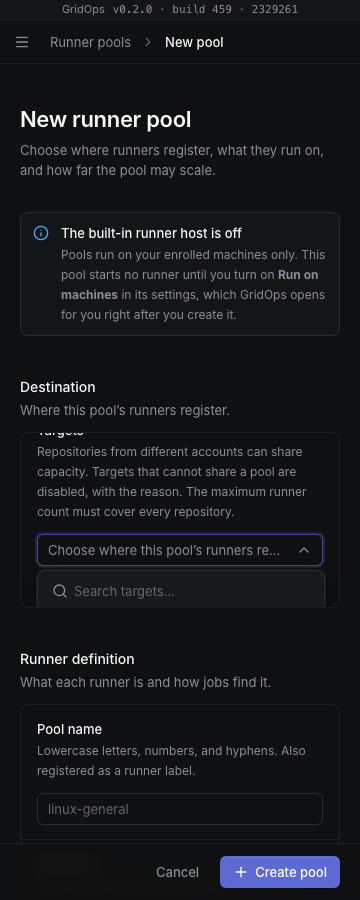 GridOps v0.2.0 · build 459 · 2329261
Runner pools > New pool
New runner pool
Choose where runners register, what they run on,
and how far the pool may scale.
The built-in runner host is off
Pools run on your enrolled machines only. This
pool starts no runner until you turn on Run on
machines in its settings, which GridOps opens
for you right after you create it.
Destination
Where this pool’s runners register.
Targets
Repositories from different accounts can share
capacity. Targets that cannot share a pool are
disabled, with the reason. The maximum runner
count must cover every repository.
Choose where this pool’s runners re...
Search targets...
Runner definition
What each runner is and how jobs find it.
Pool name
Lowercase letters, numbers, and hyphens. Also
registered as a runner label.
linux-general
Cancel
Create pool